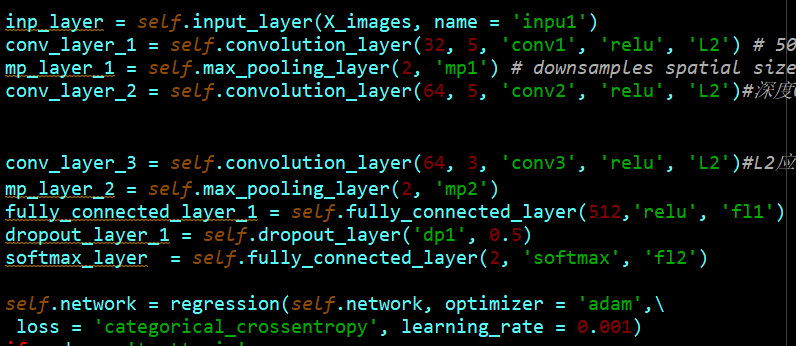 inp_layer = self.input_layer(X_images, name = 'inpu1')
conv_layer_1 = self.convolution_layer(32, 5, 'conv1', 'relu', 'L2') # 50
mp_layer_1 = self.max_pooling_layer(2, 'mp1') # downsamples spatial size
conv_layer_2 = self.convolution_layer(64, 5, 'conv2', 'relu', 'L2')#深度
conv_layer_3 = self.convolution_layer(64, 3, 'conv3', 'relu', 'L2')#L2应
mp_layer_2 = self.max_pooling_layer(2, 'mp2')
fully_connected_layer_1 = self.fully_connected_layer(512,'relu', 'fl1')
dropout_layer_1 = self.dropout_layer('dp1', 0.5)
softmax_layer  = self.fully_connected_layer(2, 'softmax', 'fl2')
self.network = regression(self.network, optimizer = 'adam',\
loss = 'categorical_crossentropy', learning_rate = 0.001)